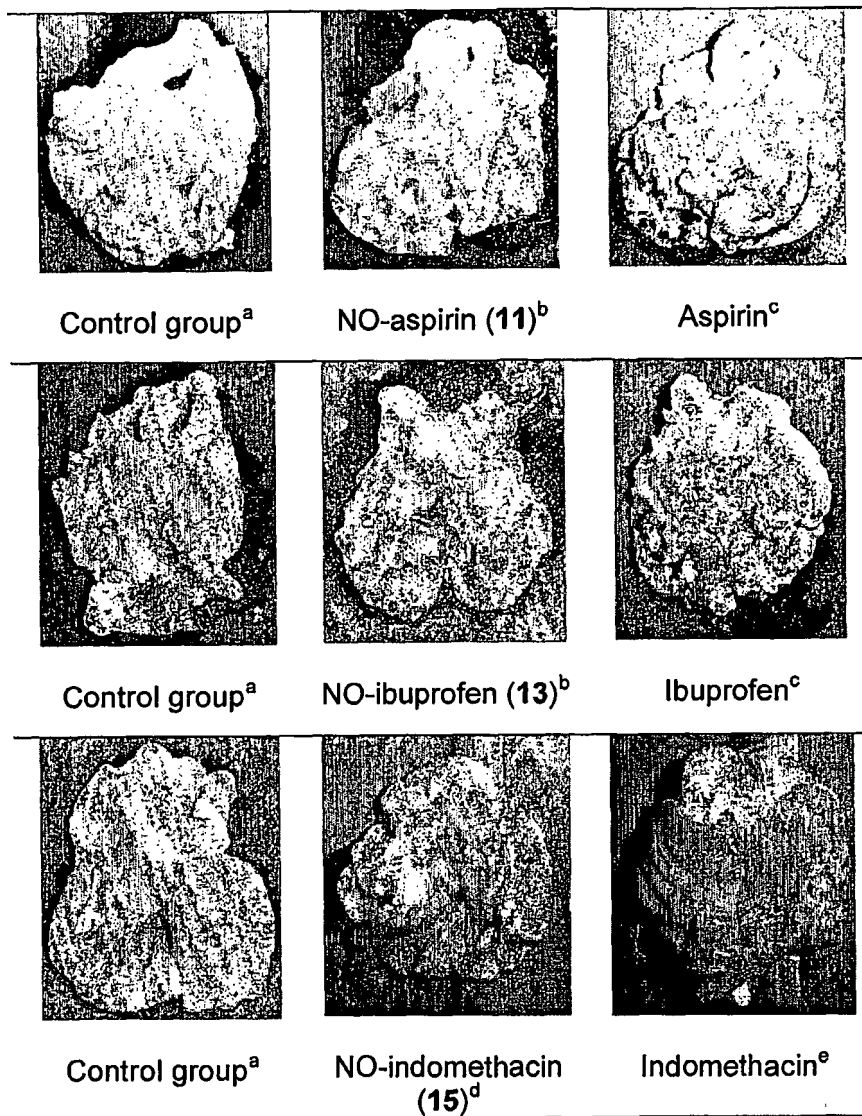 Control group^a NO-aspirin (11)^b Aspirin^c
Control group^a NO-ibuprofen (13)^b Ibuprofen^c
Control group^a NO-indomethacin Indomethacin^e
(15)^d